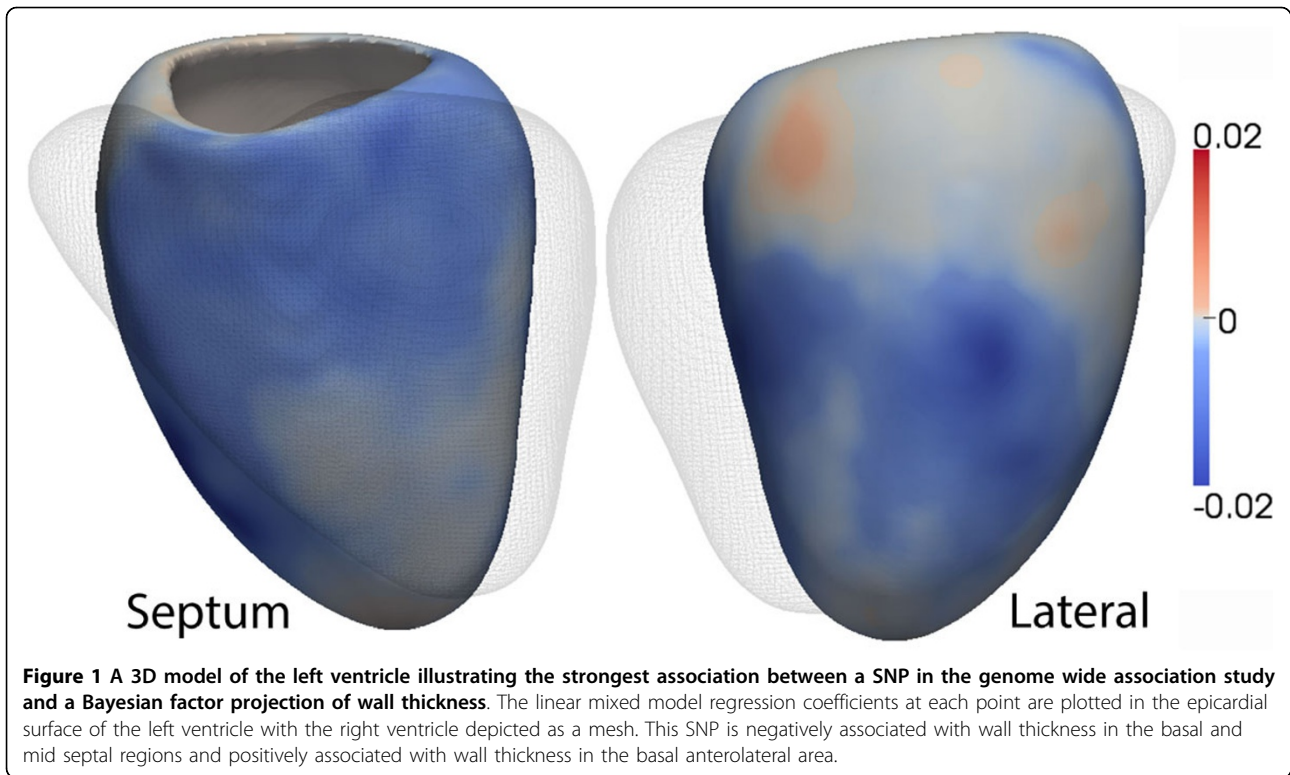 0.02
0
-0.02
Septum
Lateral
Figure 1 A 3D model of the left ventricle illustrating the strongest association between a SNP in the genome wide association study
and a Bayesian factor projection of wall thickness. The linear mixed model regression coefficients at each point are plotted in the epicardial
surface of the left ventricle with the right ventricle depicted as a mesh. This SNP is negatively associated with wall thickness in the basal and
mid septal regions and positively associated with wall thickness in the basal anterolateral area.